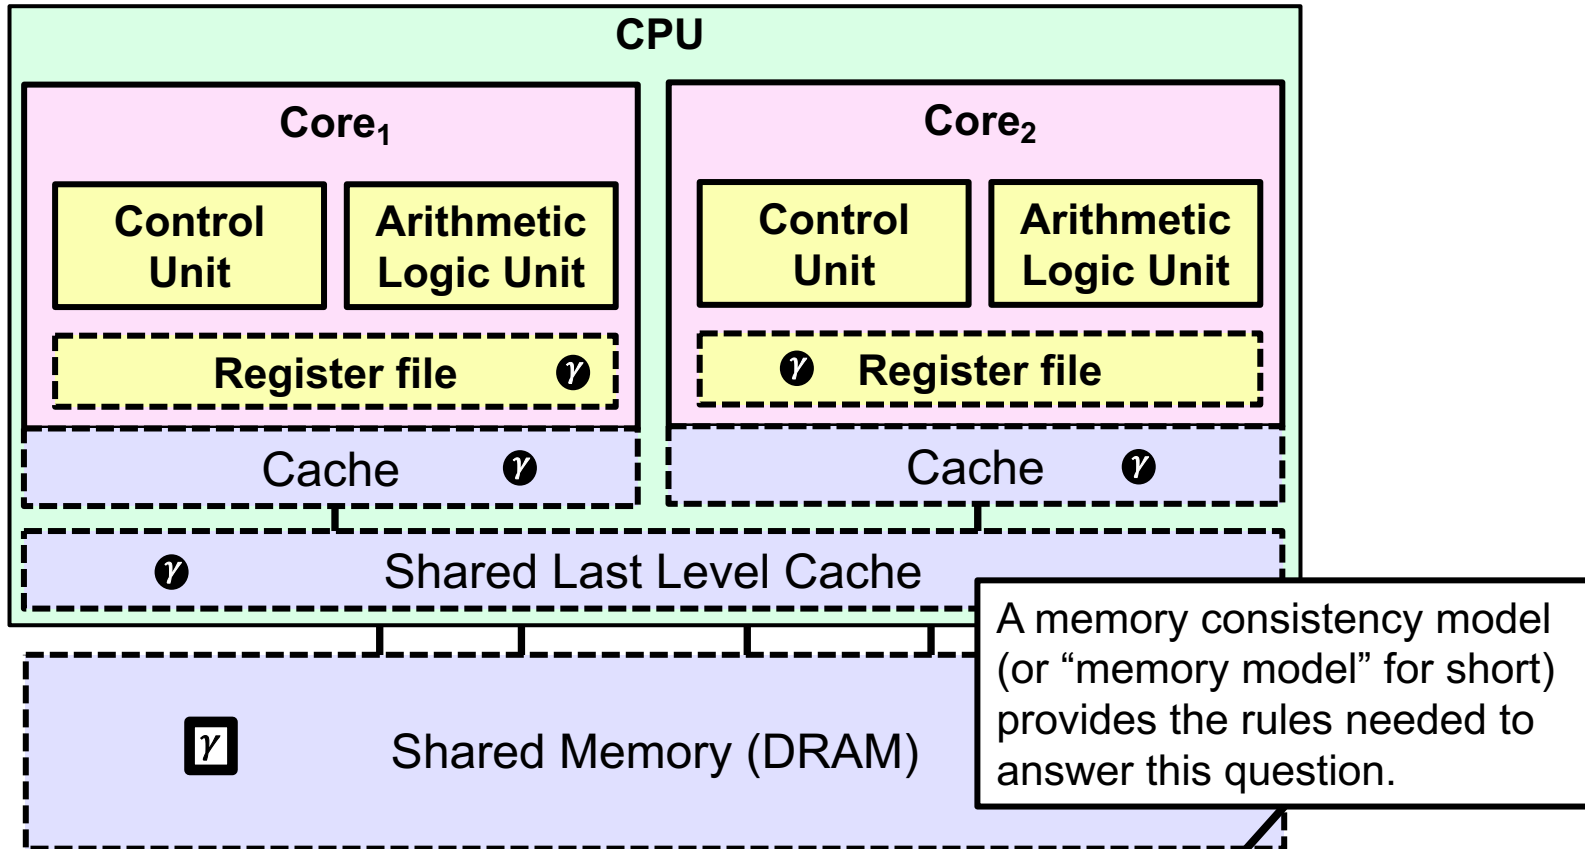 CPU
Core₁
Core₂
Control
Unit
Arithmetic
Logic Unit
Control
Unit
Arithmetic
Logic Unit
Register file γ
γ Register file
Cache γ
Cache γ
γ Shared Last Level Cache
A memory consistency model
(or “memory model” for short)
provides the rules needed to
answer this question.
γ Shared Memory (DRAM)